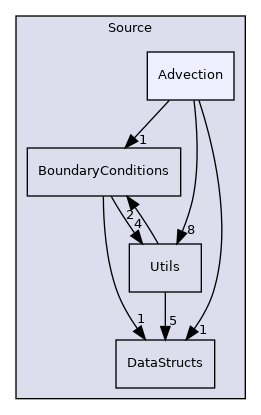 Source
Advection
1
BoundaryConditions
2
4
8
Utils
1
5
1
DataStructs